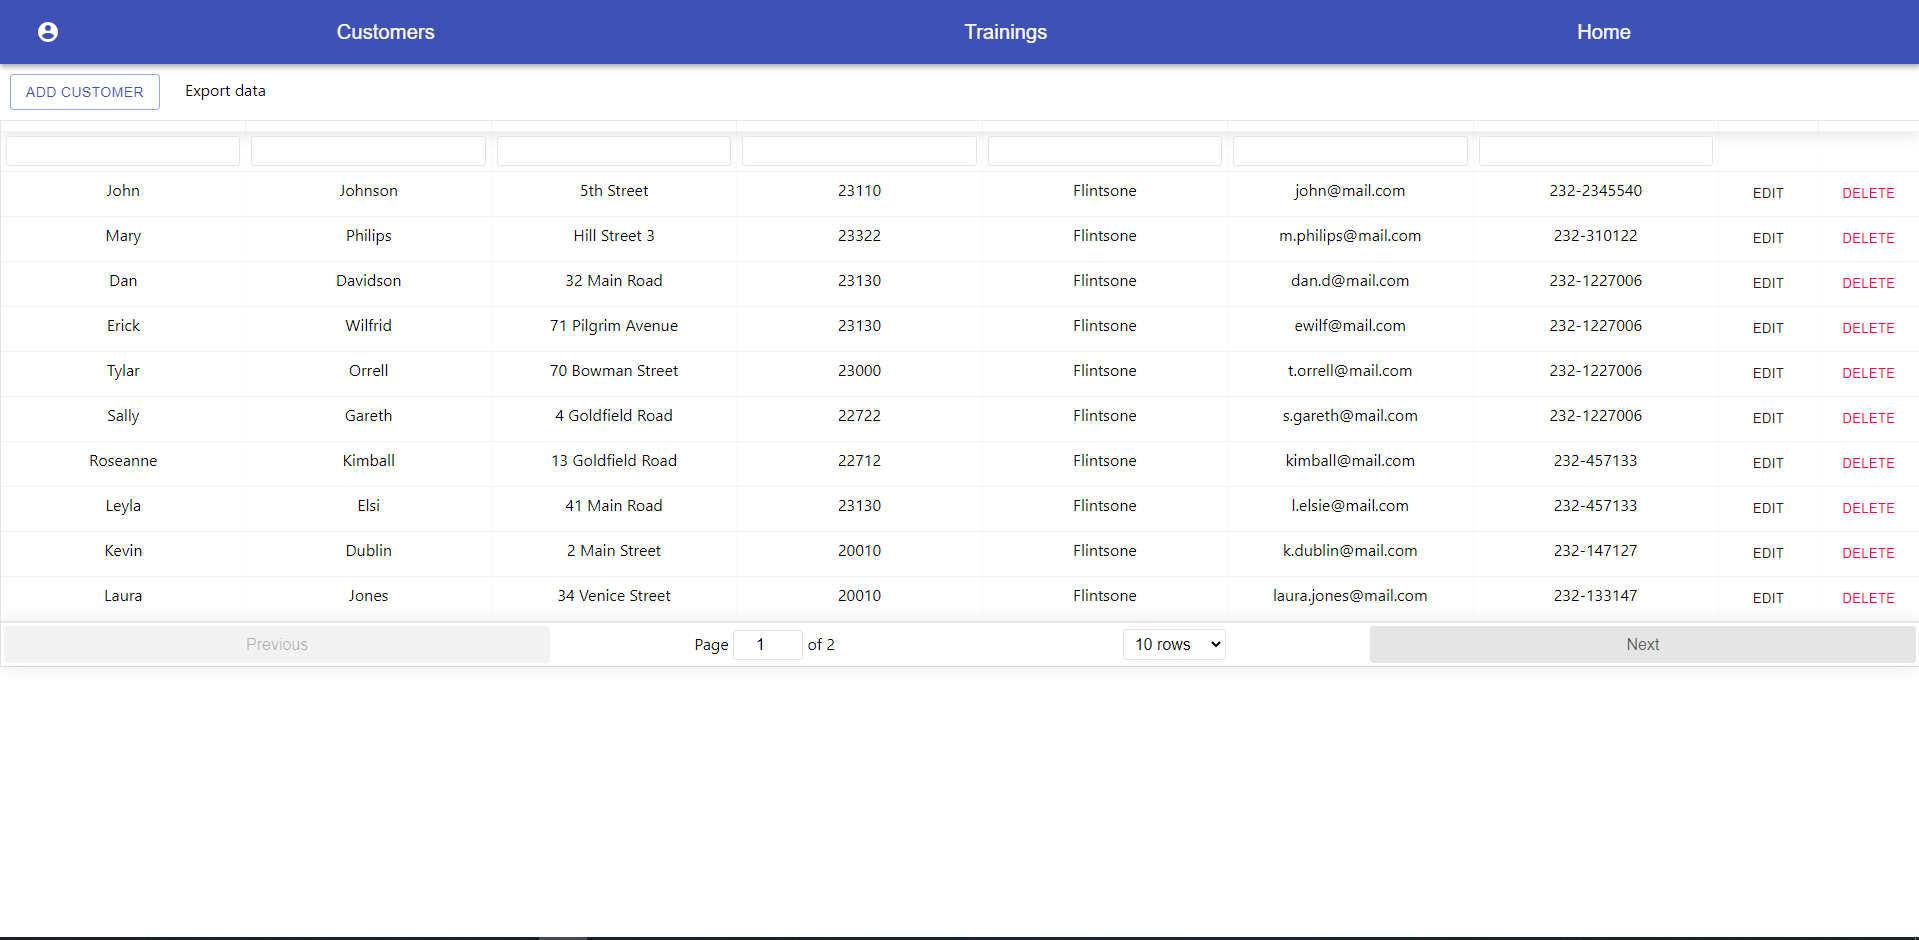 Customers Trainings Home
ADD CUSTOMER Export data
John Johnson 5th Street 23110 Flintsone john@mail.com 232-2345540 EDIT DELETE
Mary Philips Hill Street 3 23322 Flintsone m.philips@mail.com 232-310122 EDIT DELETE
Dan Davidson 32 Main Road 23130 Flintsone dan.d@mail.com 232-1227006 EDIT DELETE
Erick Wilfrid 71 Pilgrim Avenue 23130 Flintsone ewilf@mail.com 232-1227006 EDIT DELETE
Tylar Orrell 70 Bowman Street 23000 Flintsone t.orrell@mail.com 232-1227006 EDIT DELETE
Sally Gareth 4 Goldfield Road 22722 Flintsone s.gareth@mail.com 232-1227006 EDIT DELETE
Roseanne Kimball 13 Goldfield Road 22712 Flintsone kimball@mail.com 232-457133 EDIT DELETE
Leyla Elsi 41 Main Road 23130 Flintsone l.elsie@mail.com 232-457133 EDIT DELETE
Kevin Dublin 2 Main Street 20010 Flintsone k.dublin@mail.com 232-147127 EDIT DELETE
Laura Jones 34 Venice Street 20010 Flintsone laura.jones@mail.com 232-133147 EDIT DELETE
Previous Page 1 of 2 10 rows Next